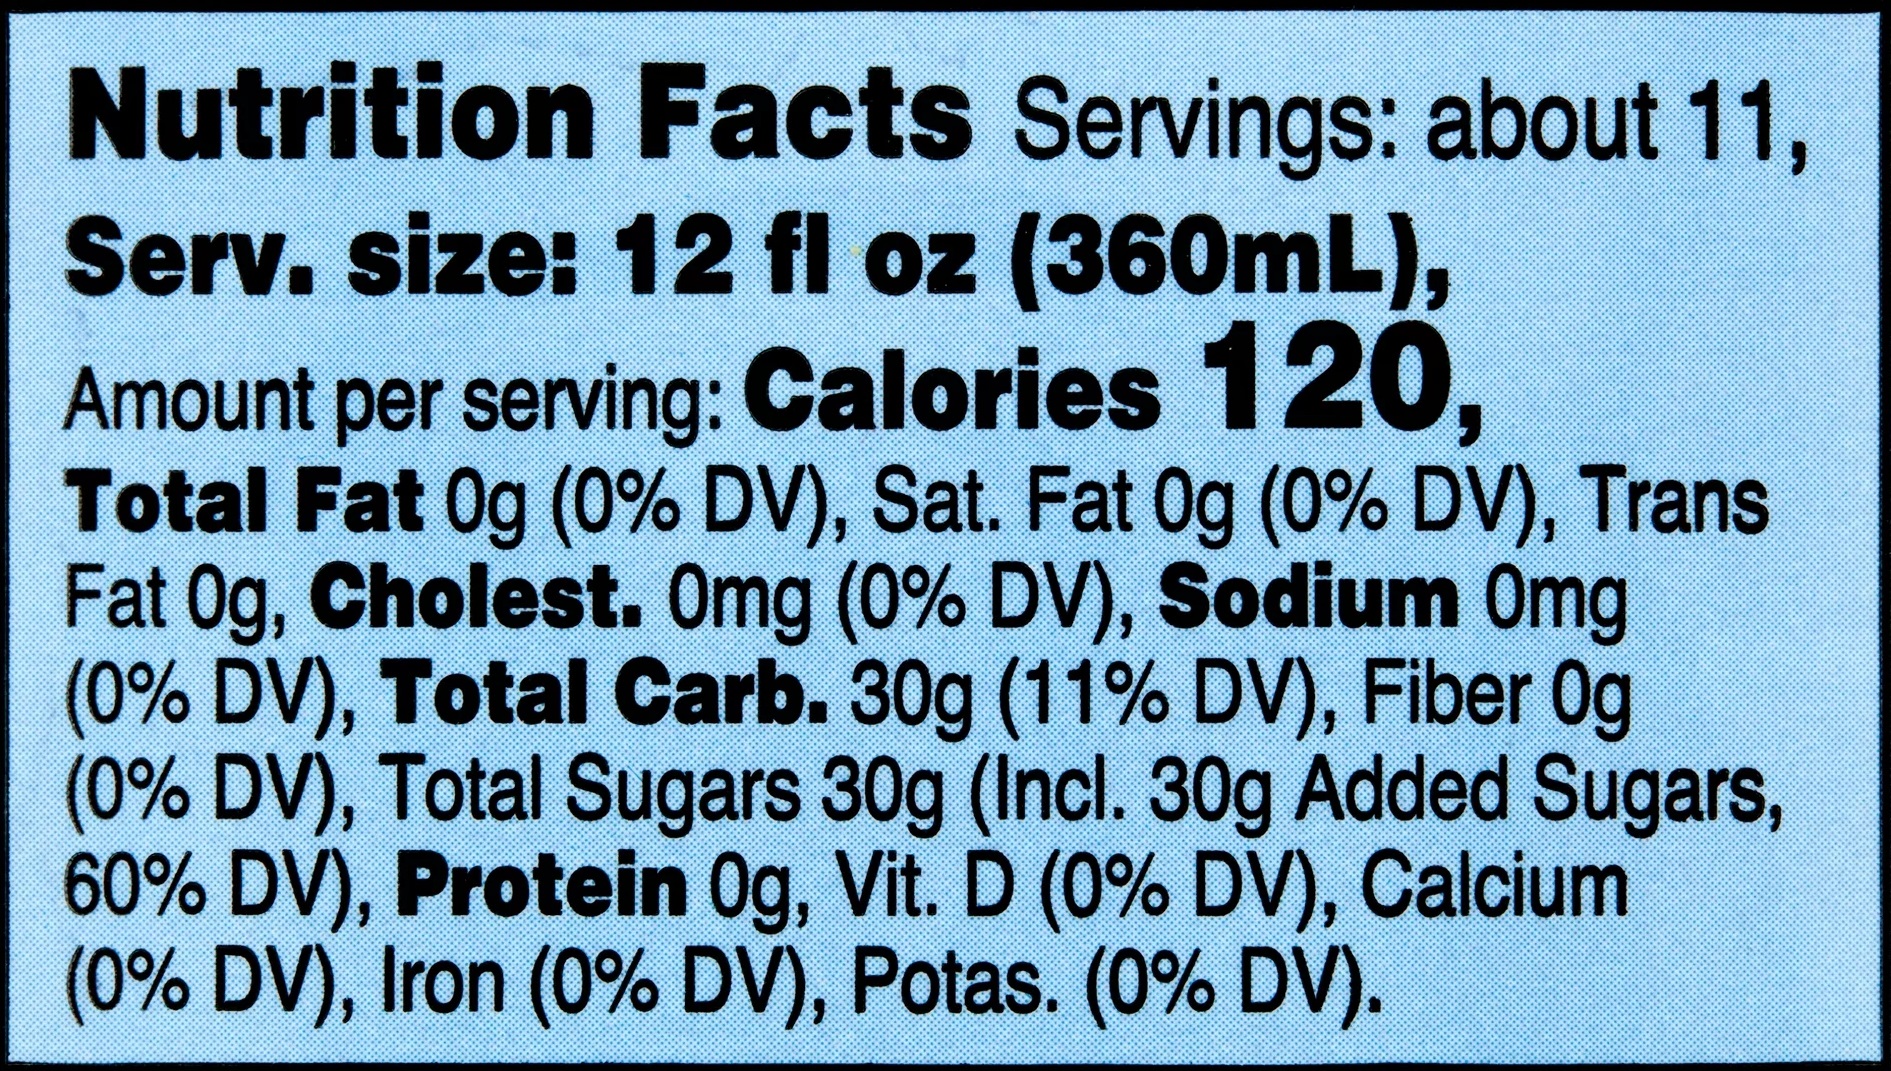 Nutrition Facts Servings: about 11,
Serv. size: 12 fl oz (360mL),
Amount per serving: Calories 120,
Total Fat 0g (0% DV), Sat. Fat 0g (0% DV), Trans
Fat 0g, Cholest. 0mg (0% DV), Sodium 0mg
(0% DV), Total Carb. 30g (11% DV), Fiber 0g
(0% DV), Total Sugars 30g (Incl. 30g Added Sugars,
60% DV), Protein 0g, Vit. D (0% DV), Calcium
(0% DV), Iron (0% DV), Potas. (0% DV).